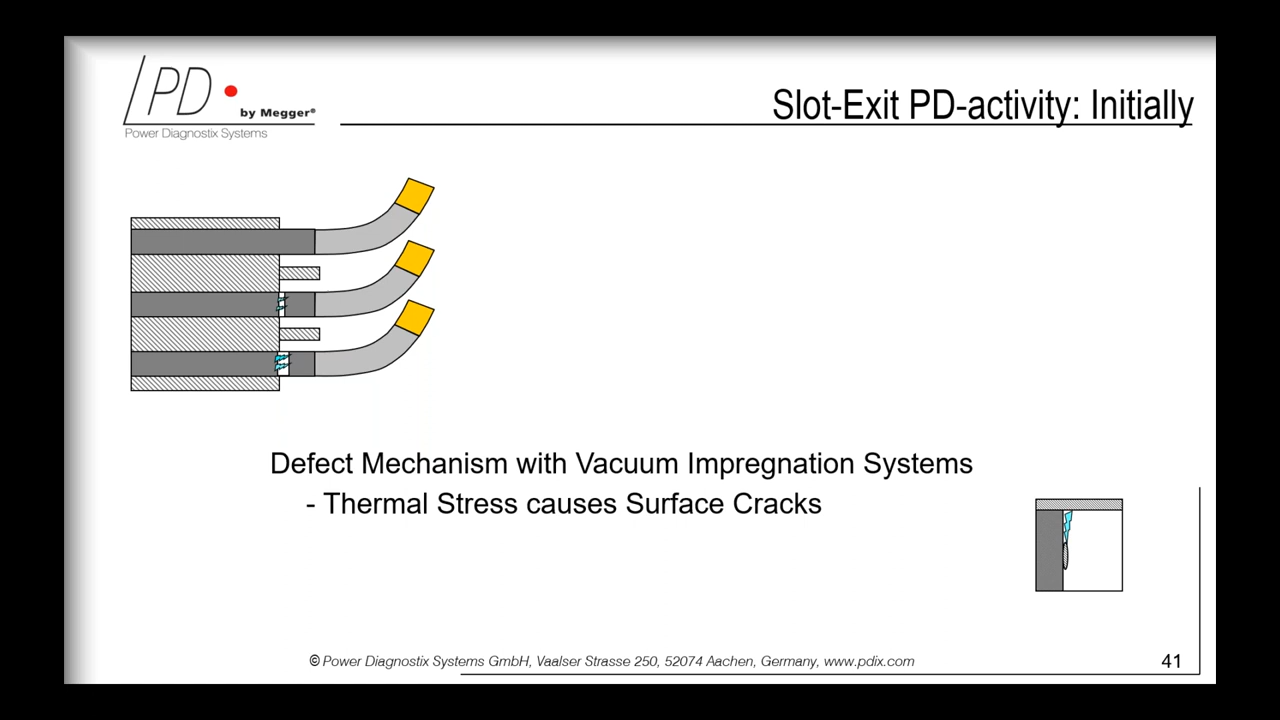 PD
by Megger®
Power Diagnostix Systems
Slot-Exit PD-activity: Initially
Defect Mechanism with Vacuum Impregnation Systems
- Thermal Stress causes Surface Cracks
© Power Diagnostix Systems GmbH, Vaalser Strasse 250, 52074 Aachen, Germany, www.pdix.com
41